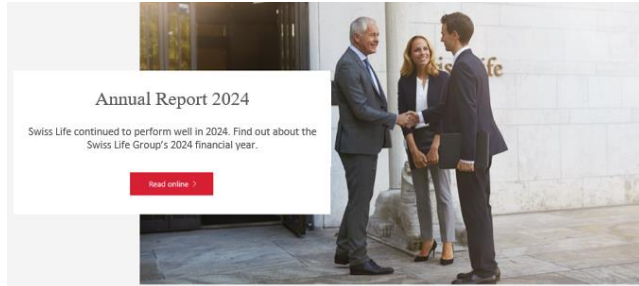 Annual Report 2024
Swiss Life continued to perform well in 2024. Find out about the
Swiss Life Group's 2024 financial year.
Read online >